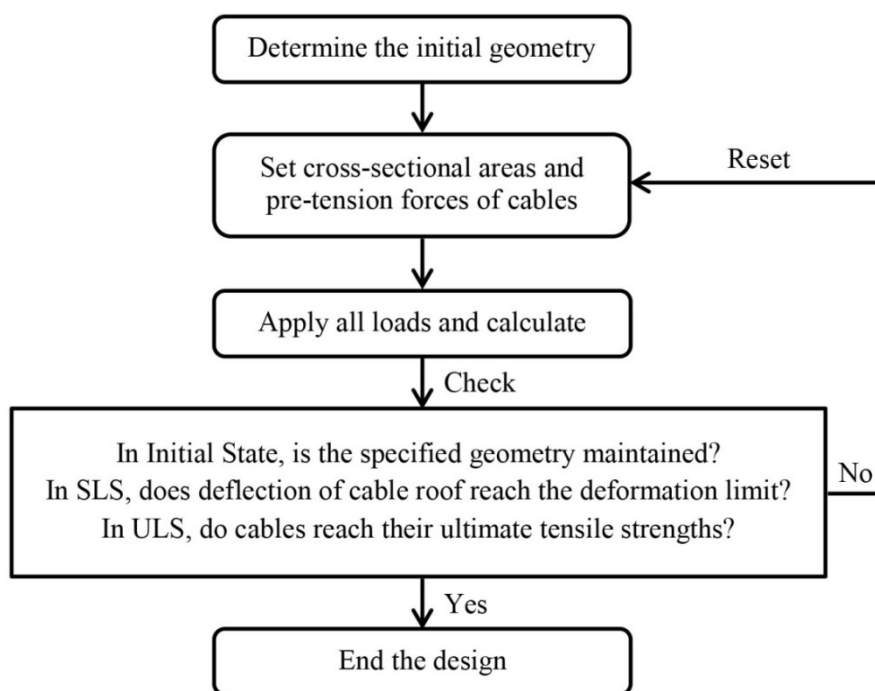 Determine the initial geometry
Set cross-sectional areas and
pre-tension forces of cables
Reset
Apply all loads and calculate
Check
In Initial State, is the specified geometry maintained?
In SLS, does deflection of cable roof reach the deformation limit?
In ULS, do cables reach their ultimate tensile strengths?
No
Yes
End the design